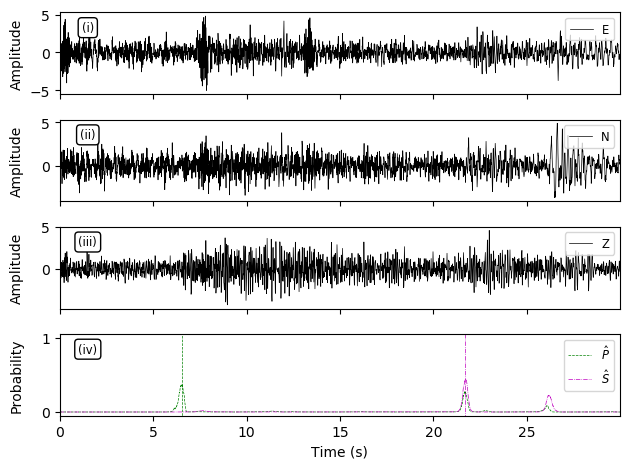 Amplitude
5
0
−5
(i)
E
Amplitude
5
0
(ii)
N
Amplitude
5
0
(iii)
Z
Probability
1
0
(iv)
P̂
Ŝ
0 5 10 15 20 25
Time (s)